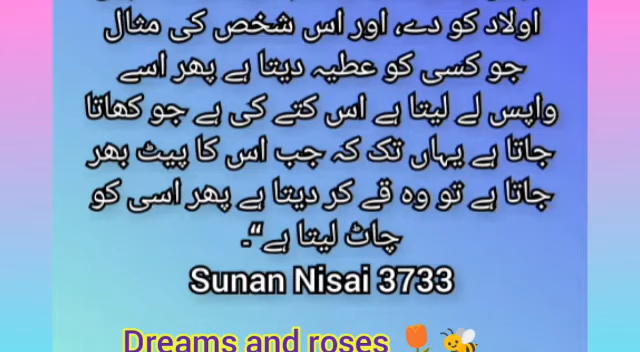 اولاد کو دے، اور اس شخص کی مثال
جو کسی کو عطیہ دیتا ہے پھر اسے
واپس لے لیتا ہے اس کتے کی ہے جو کھاتا
جاتا ہے یہاں تک کہ جب اس کا پیٹ بھر
جاتا ہے تو وہ قے کر دیتا ہے پھر اسی کو
چاٹ لیتا ہے“۔
Sunan Nisai 3733
Dreams and roses 🌷🐝